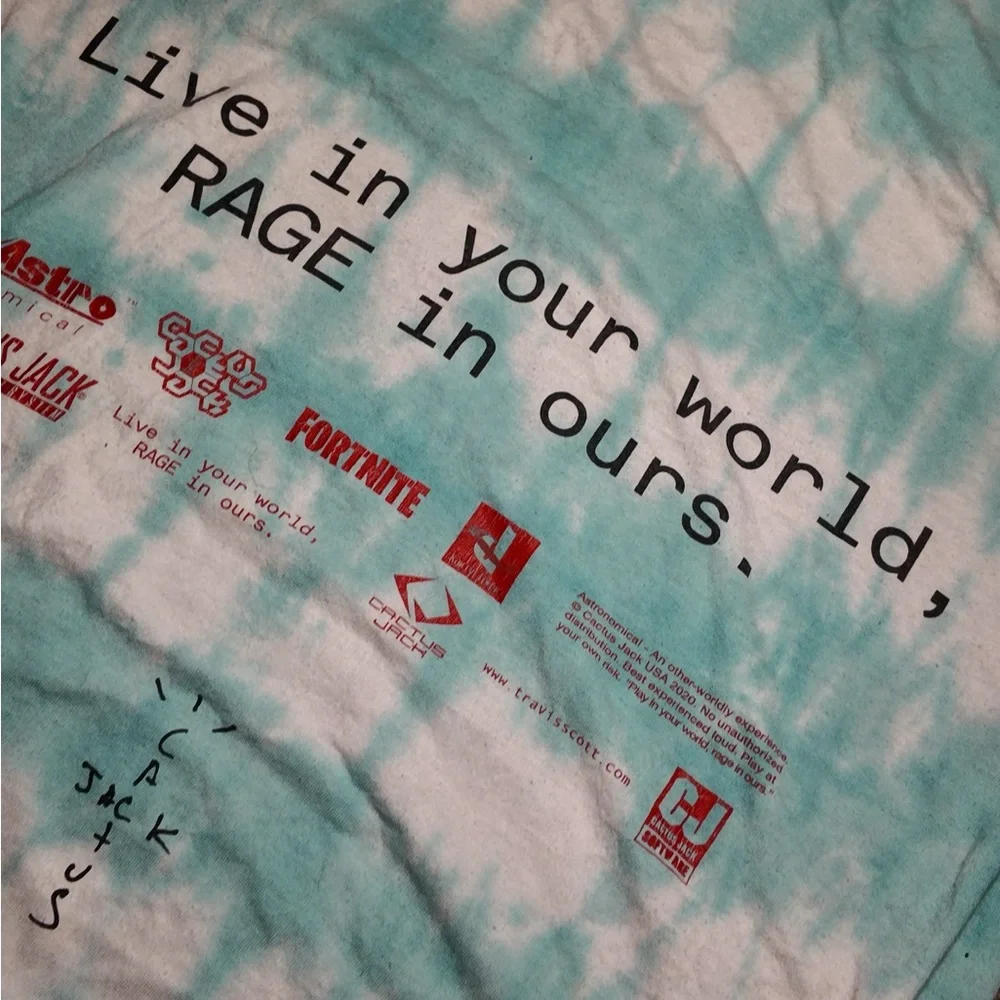 Live in your world,
RAGE in ours.
Astro™
mical
S JACK
Live in your world,
RAGE in ours.
FORTNITE
CACTUS
JACK
www.travisscott.com
Astronomical - An other-worldly experience.
© Cactus Jack USA 2020. No unauthorized
distribution. Best experienced loud. Play at
your own risk. "Play in your world, rage in ours."
CJ
CACTUS JACK
SOFTWARE
C
A
JACK
t
U
S